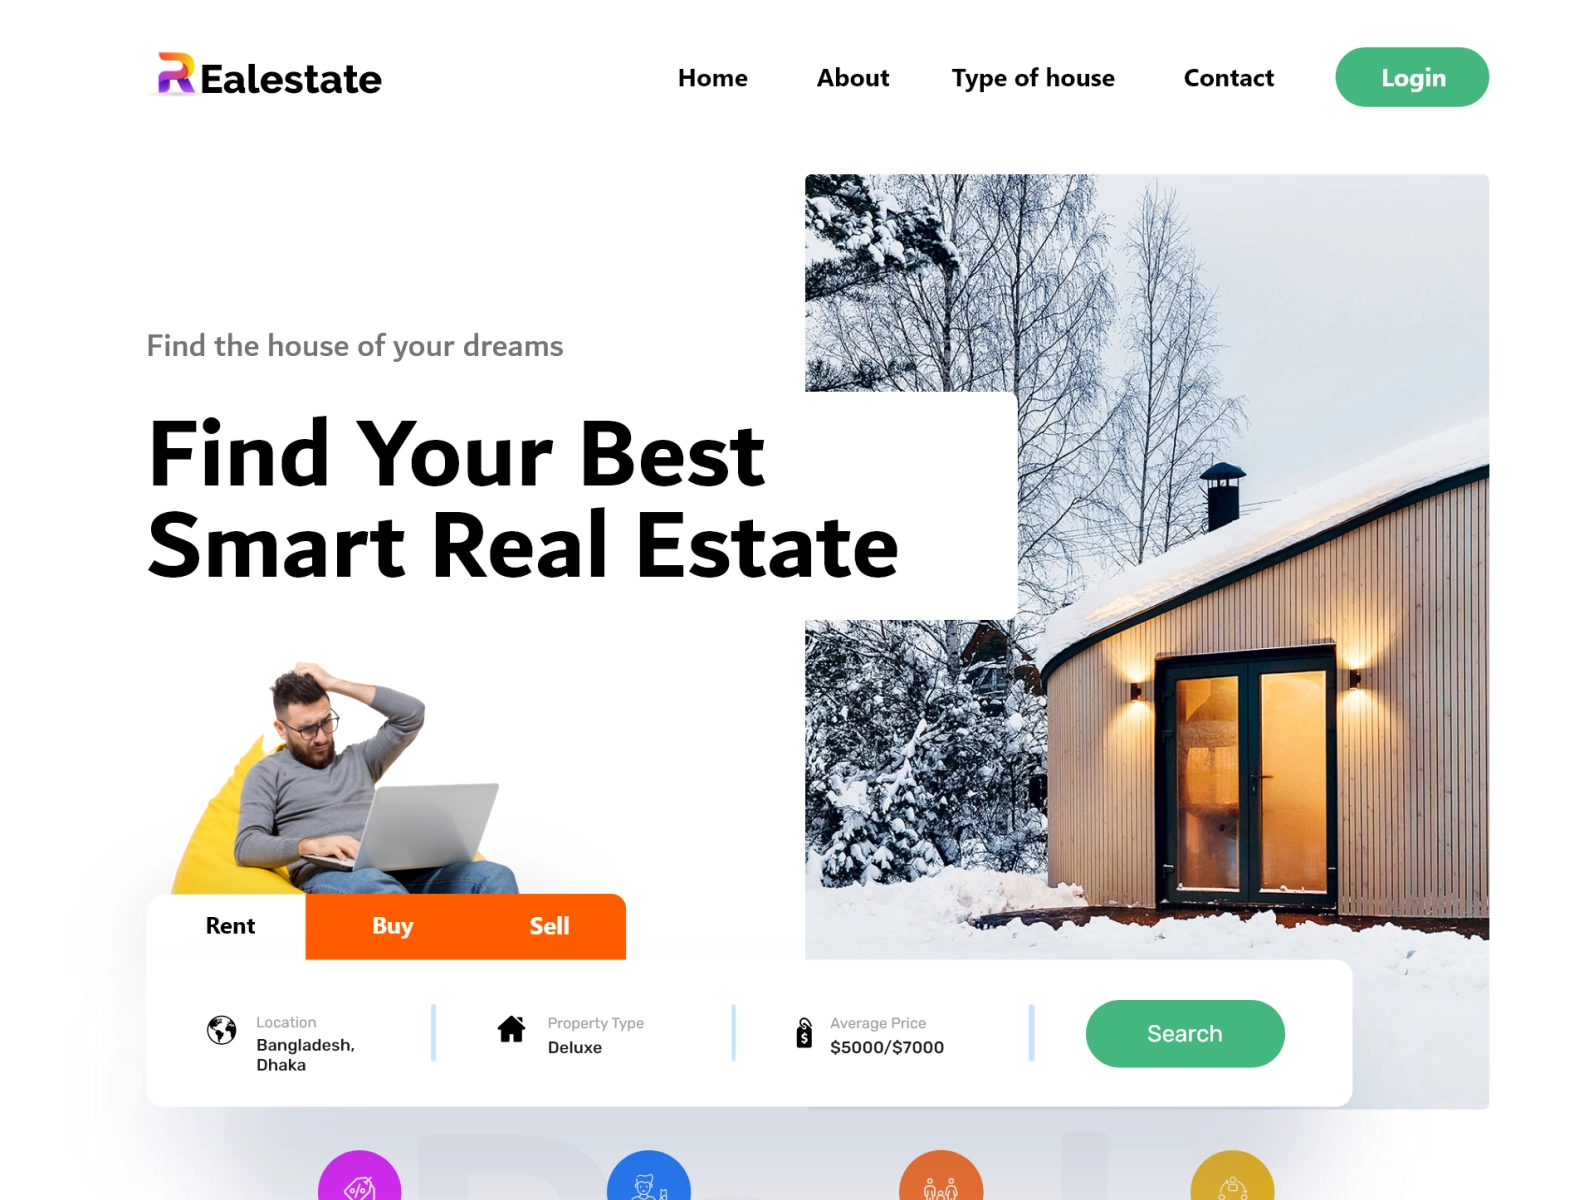 REalestate
Home About Type of house Contact Login
Find the house of your dreams
Find Your Best
Smart Real Estate
Rent Buy Sell
Location
Bangladesh,
Dhaka
Property Type
Deluxe
Average Price
$5000/$7000
Search